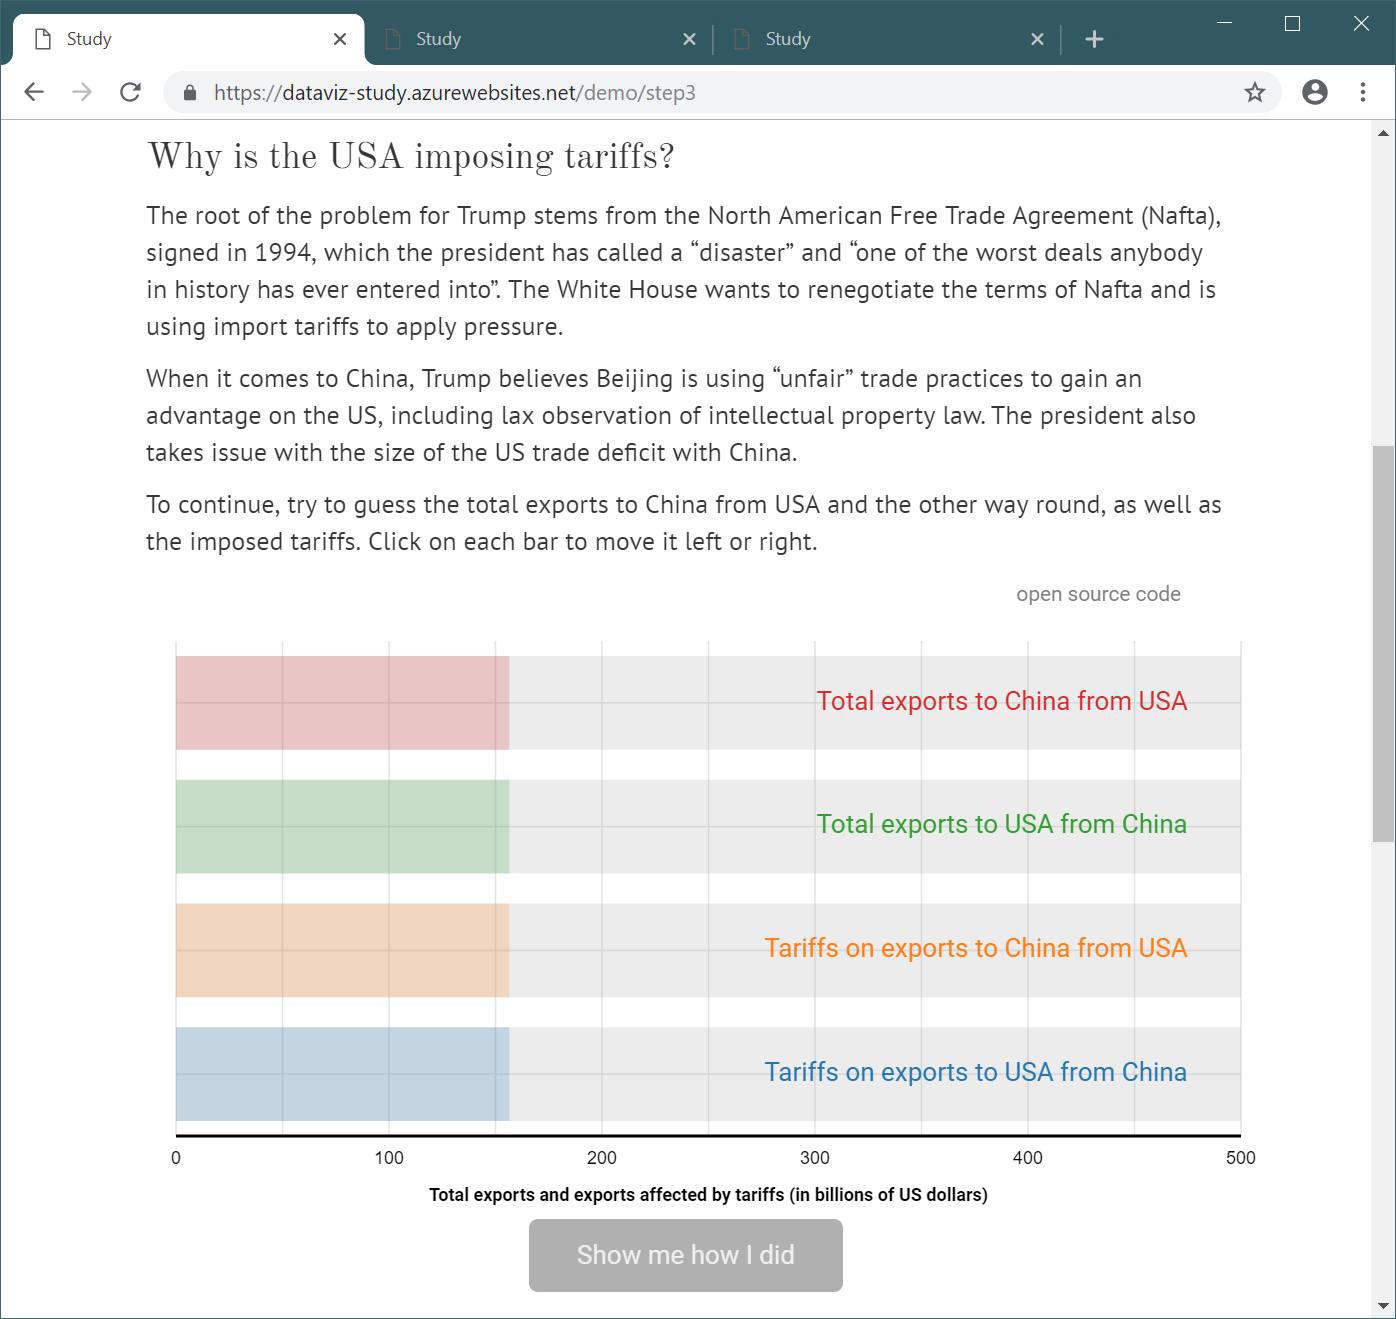 Study
Study
Study
https://dataviz-study.azurewebsites.net/demo/step3
Why is the USA imposing tariffs?
The root of the problem for Trump stems from the North American Free Trade Agreement (Nafta),
signed in 1994, which the president has called a “disaster” and “one of the worst deals anybody
in history has ever entered into”. The White House wants to renegotiate the terms of Nafta and is
using import tariffs to apply pressure.
When it comes to China, Trump believes Beijing is using “unfair” trade practices to gain an
advantage on the US, including lax observation of intellectual property law. The president also
takes issue with the size of the US trade deficit with China.
To continue, try to guess the total exports to China from USA and the other way round, as well as
the imposed tariffs. Click on each bar to move it left or right.
open source code
Total exports to China from USA
Total exports to USA from China
Tariffs on exports to China from USA
Tariffs on exports to USA from China
0 100 200 300 400 500
Total exports and exports affected by tariffs (in billions of US dollars)
Show me how I did